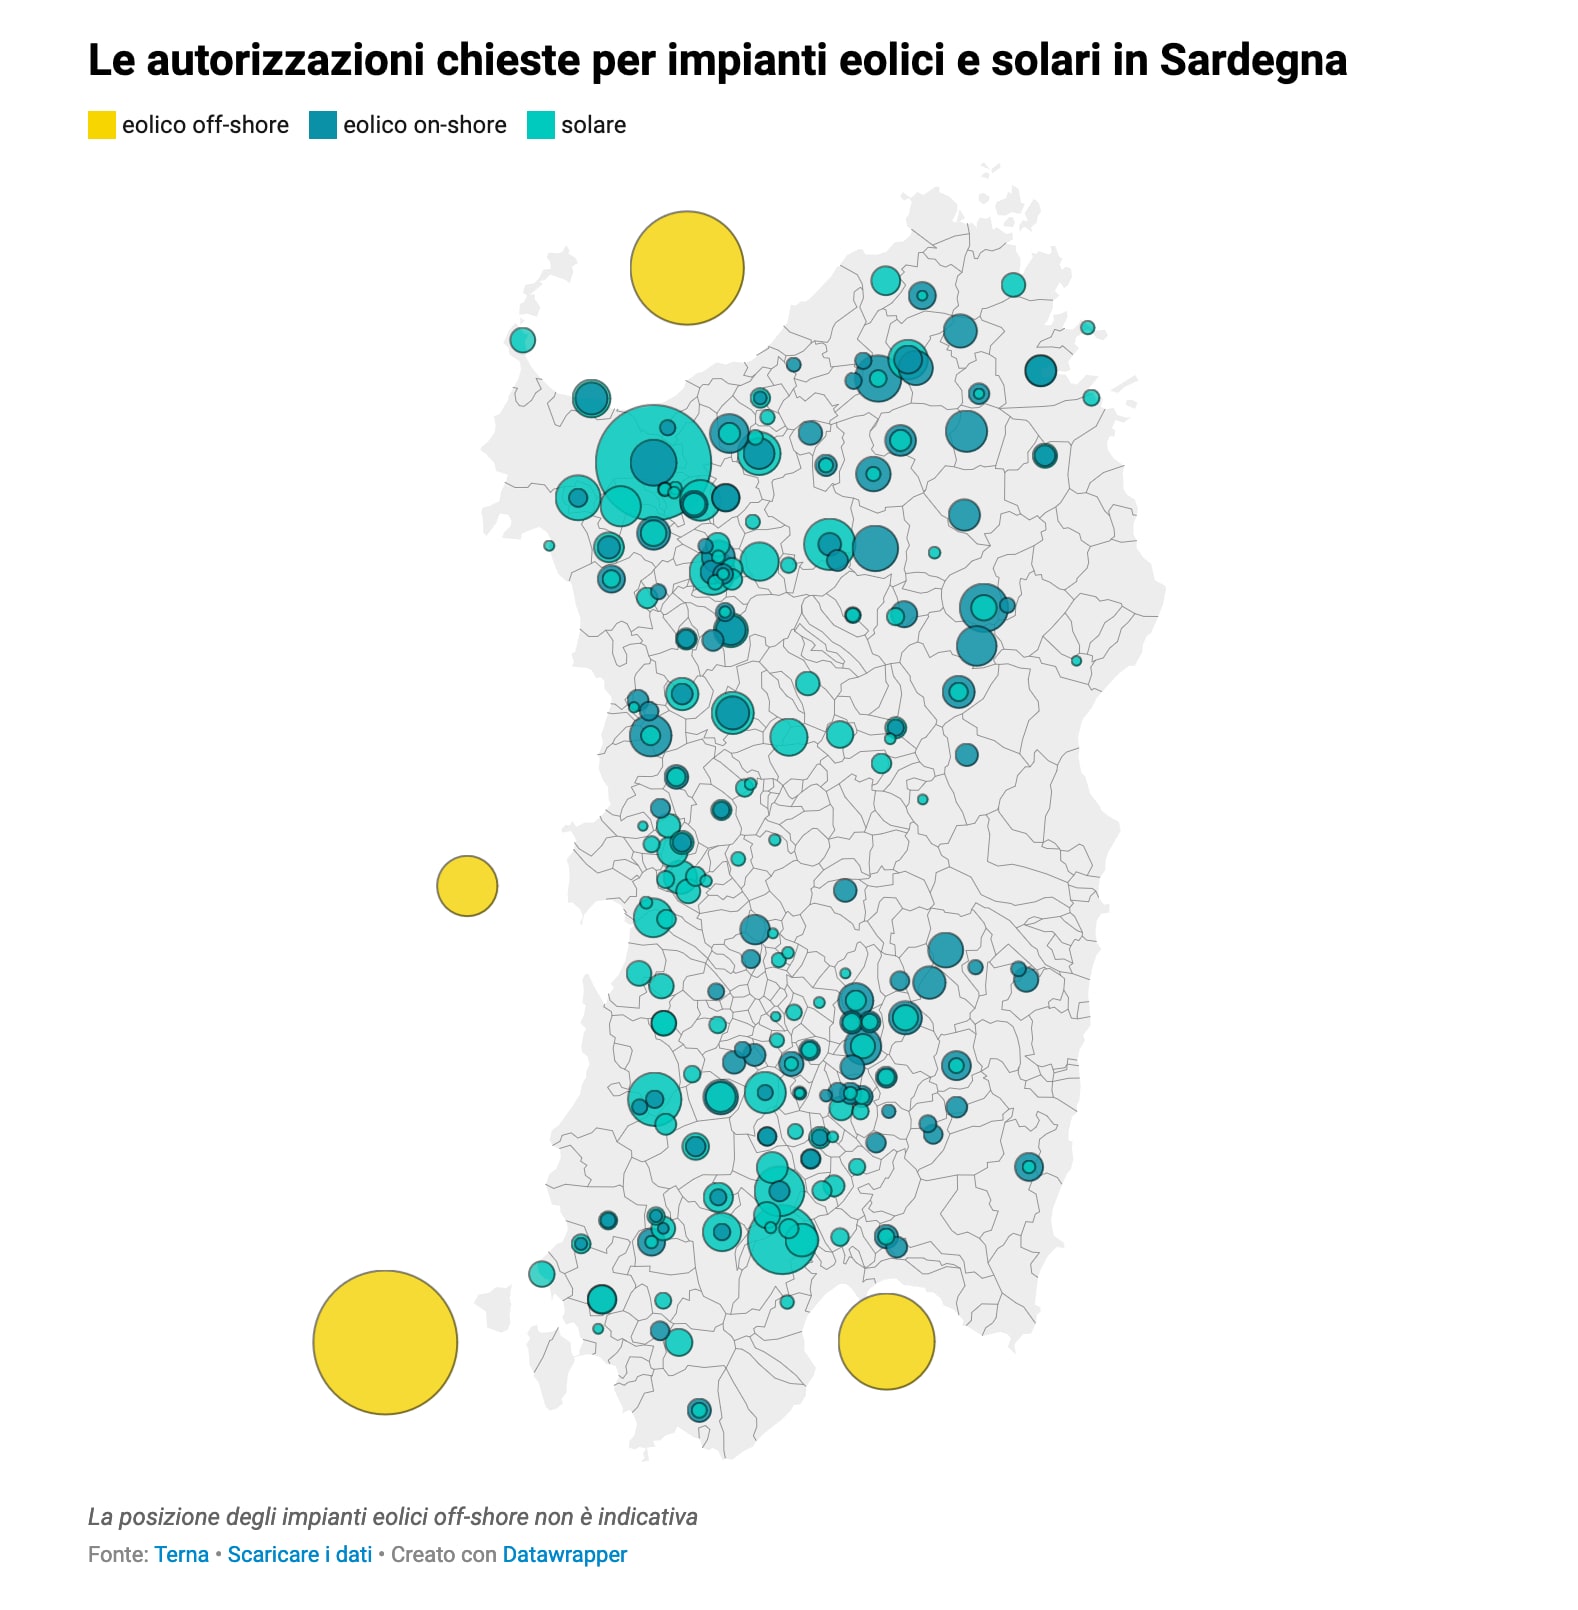 Le autorizzazioni chieste per impianti eolici e solari in Sardegna
eolico off-shore eolico on-shore solare
La posizione degli impianti eolici off-shore non è indicativa
Fonte: Terna • Scaricare i dati • Creato con Datawrapper